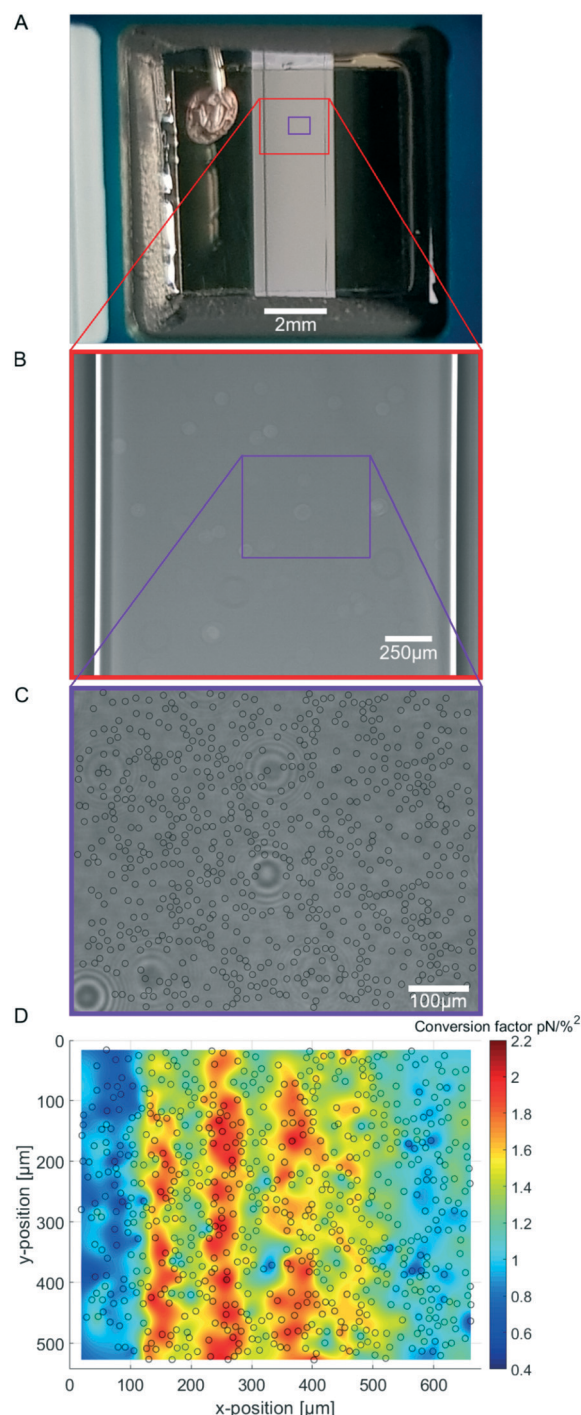 A
2mm
B
250µm
C
100µm
D
Conversion factor pN/%²
0
100
200
300
400
500
y-position [µm]
0 100 200 300 400 500 600
x-position [µm]
2.2
2
1.8
1.6
1.4
1.2
1
0.8
0.6
0.4